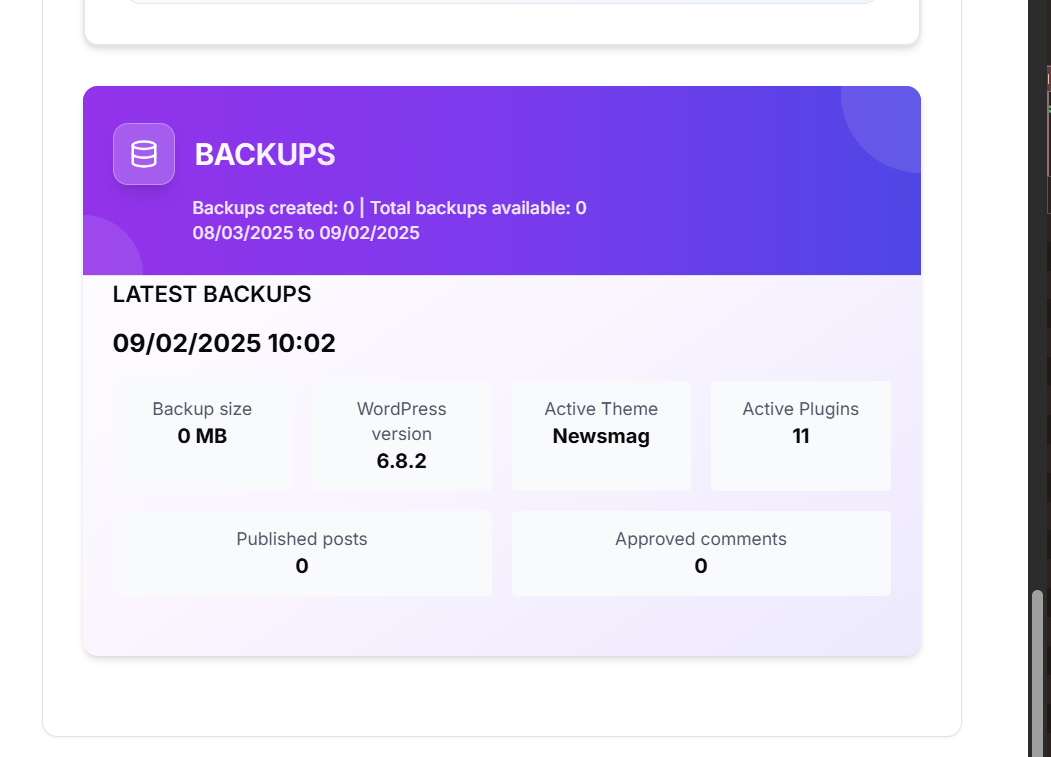 BACKUPS
Backups created: 0 | Total backups available: 0
08/03/2025 to 09/02/2025
LATEST BACKUPS
09/02/2025 10:02
Backup size
0 MB
WordPress
version
6.8.2
Active Theme
Newsmag
Active Plugins
11
Published posts
0
Approved comments
0